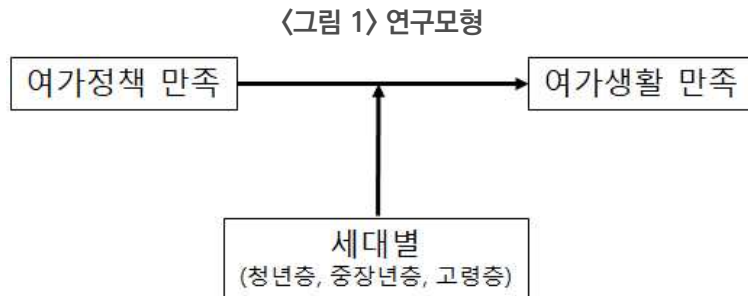 〈그림 1〉 연구모형
여가정책 만족
여가생활 만족
세대별
(청년층, 중장년층, 고령층)